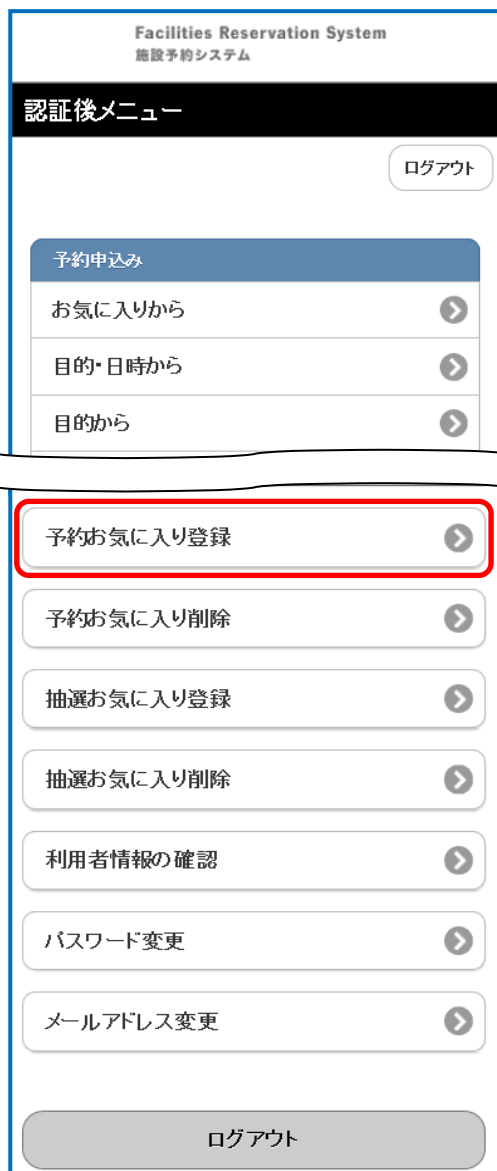 Facilities Reservation System
施設予約システム
認証後メニュー
ログアウト
予約申込み
お気に入りから
目的・日時から
目的から
予約お気に入り登録
予約お気に入り削除
抽選お気に入り登録
抽選お気に入り削除
利用者情報の確認
パスワード変更
メールアドレス変更
ログアウト